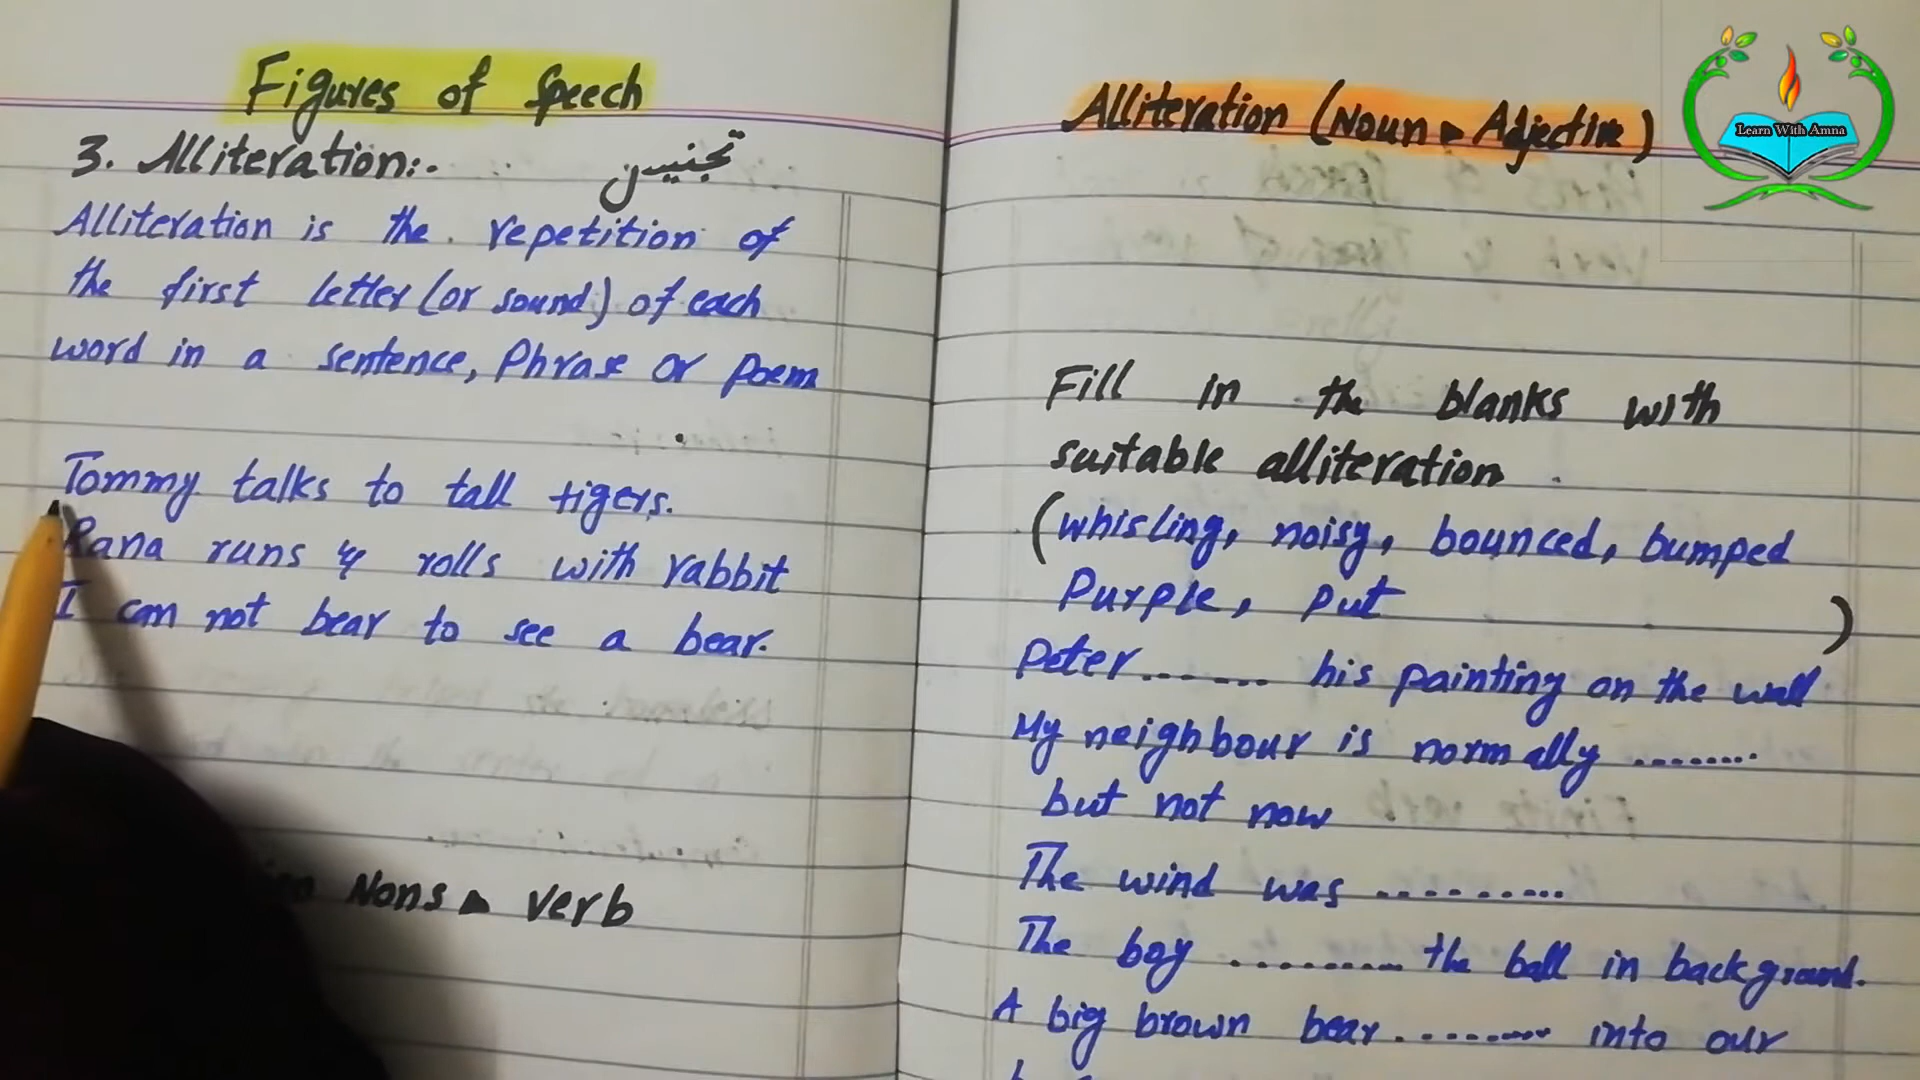 Figures of Speech
3. Alliteration:-
تجنیس
Alliteration is the repetition of
the first letter (or sound) of each
word in a sentence, Phrase or Poem
Tommy talks to tall tigers.
Rana runs & rolls with rabbit
I can not bear to see a bear.
Nons Verb
Alliteration (Noun Adjective)
Learn With Amna
Fill in the blanks with
suitable alliteration.
(whisling, noisy, bounced, bumped
Purple, Put )
Peter....... his painting on the wall
My neighbour is normally ........
but not now
The wind was ..........
The boy .......... the ball in background.
A big brown bear.......... into our